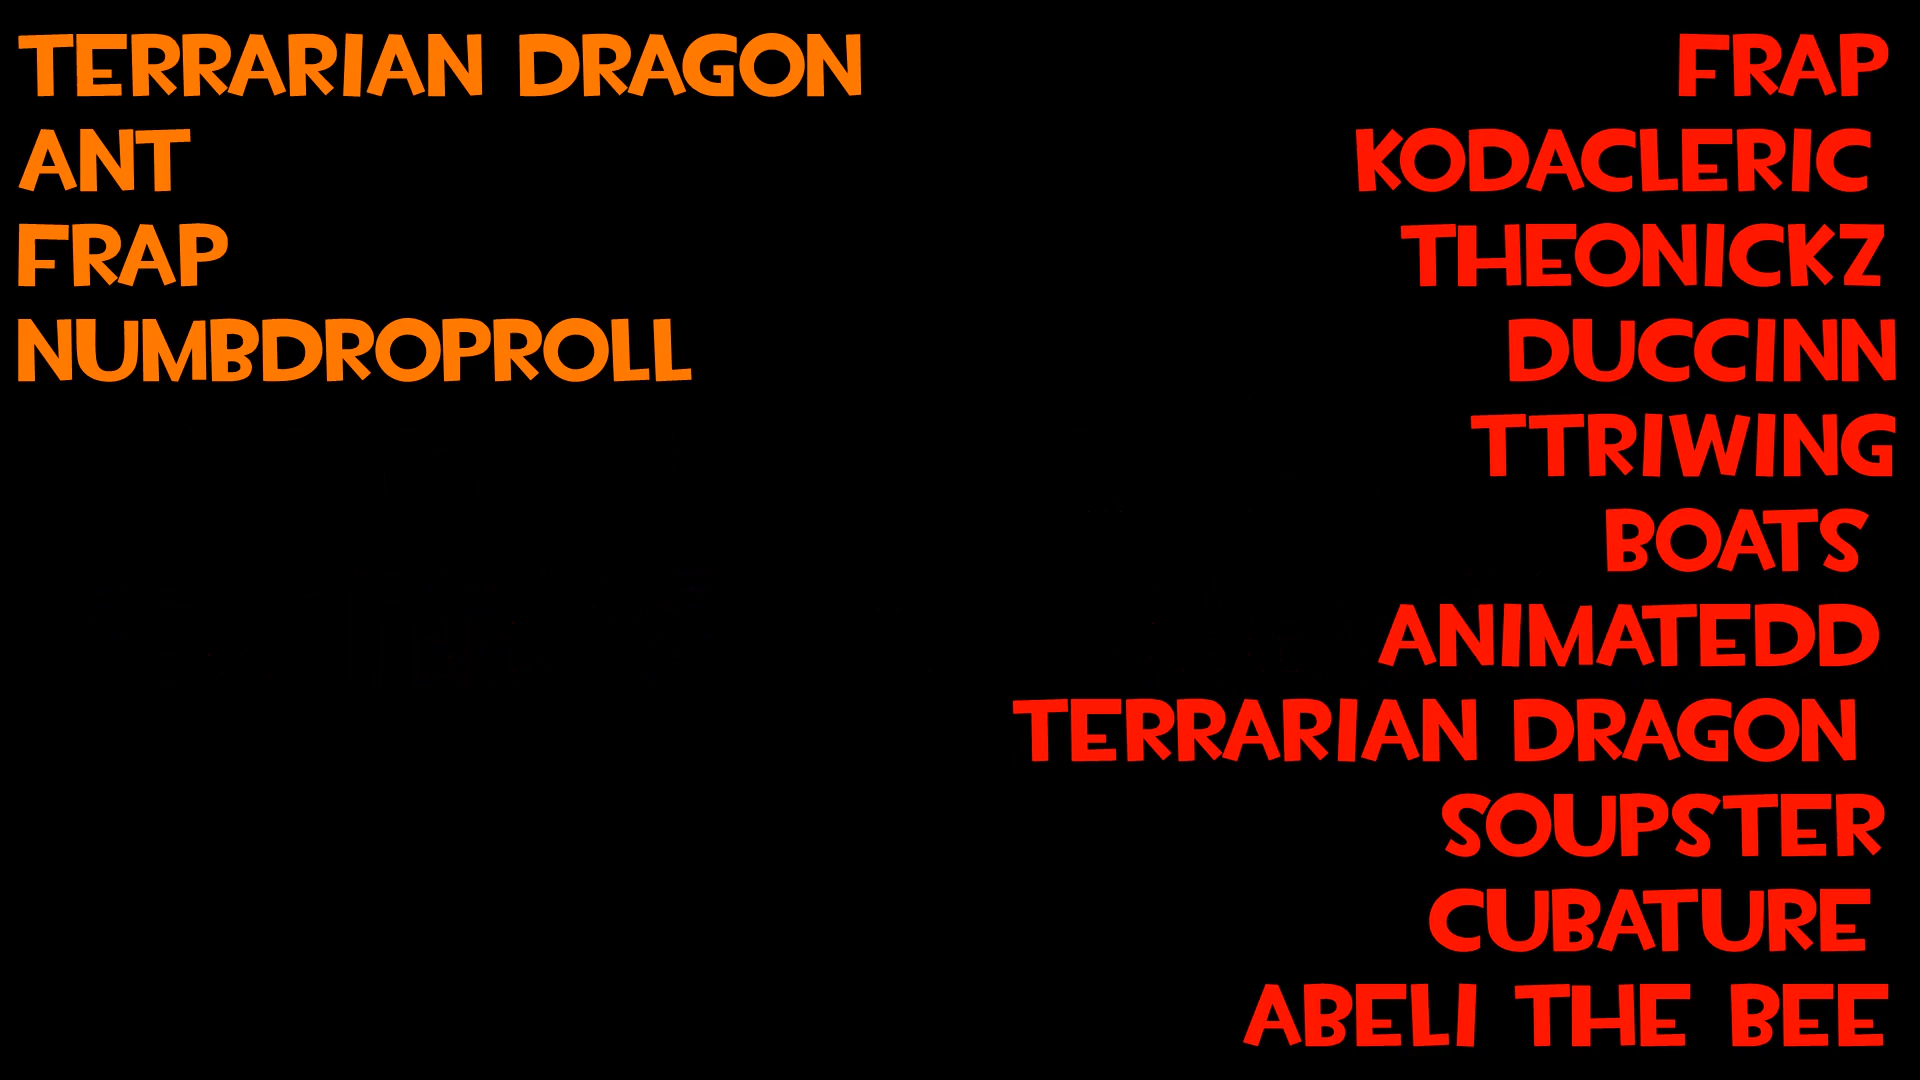 TERRARIAN DRAGON
ANT
FRAP
NUMBDROPROLL
FRAP
KODACLERIC
THEONICKZ
DUCCINN
TTRIWING
BOATS
ANIMATEDD
TERRARIAN DRAGON
SOUPSTER
CUBATURE
ABELI THE BEE